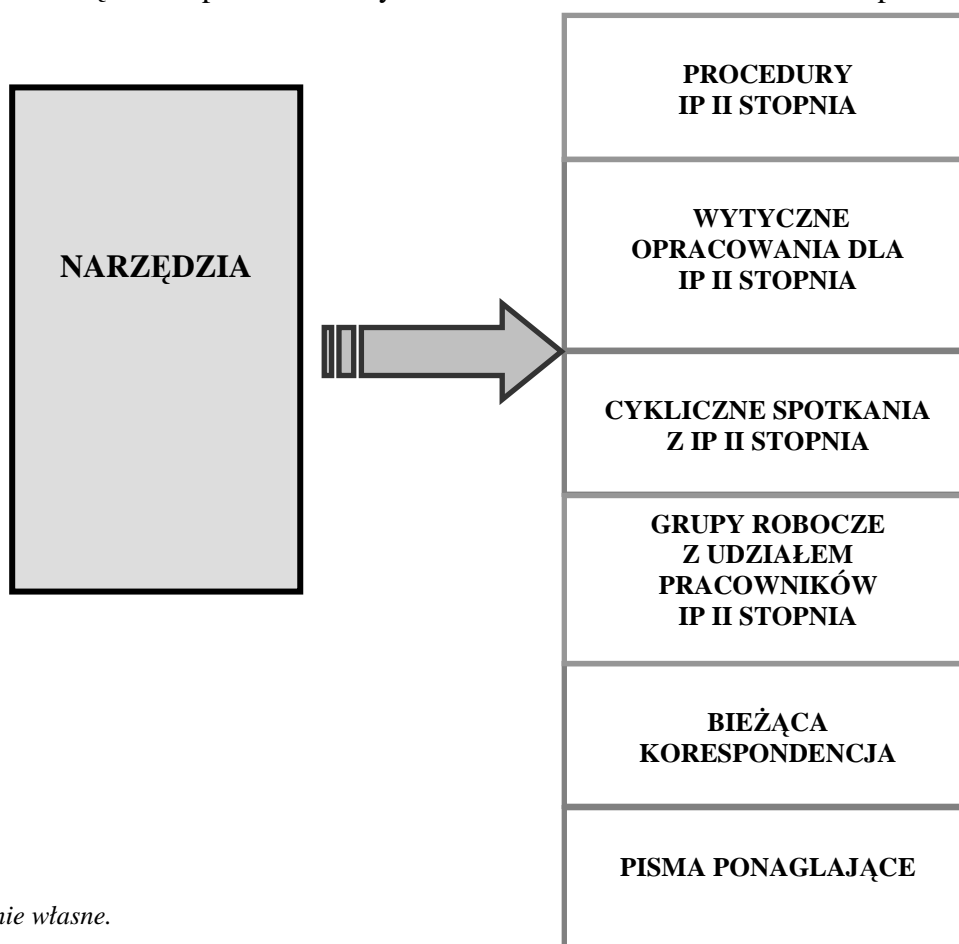 NARZĘDZIA
PROCEDURY
IP II STOPNIA
WYTYCZNE
OPRACOWANIA DLA
IP II STOPNIA
CYKLICZNE SPOTKANIA
Z IP II STOPNIA
GRUPY ROBOCZE
Z UDZIAŁEM
PRACOWNIKÓW
IP II STOPNIA
BIEŻĄCA
KORESPONDENCJA
PISMA PONAGLAJĄCE
nie własne.